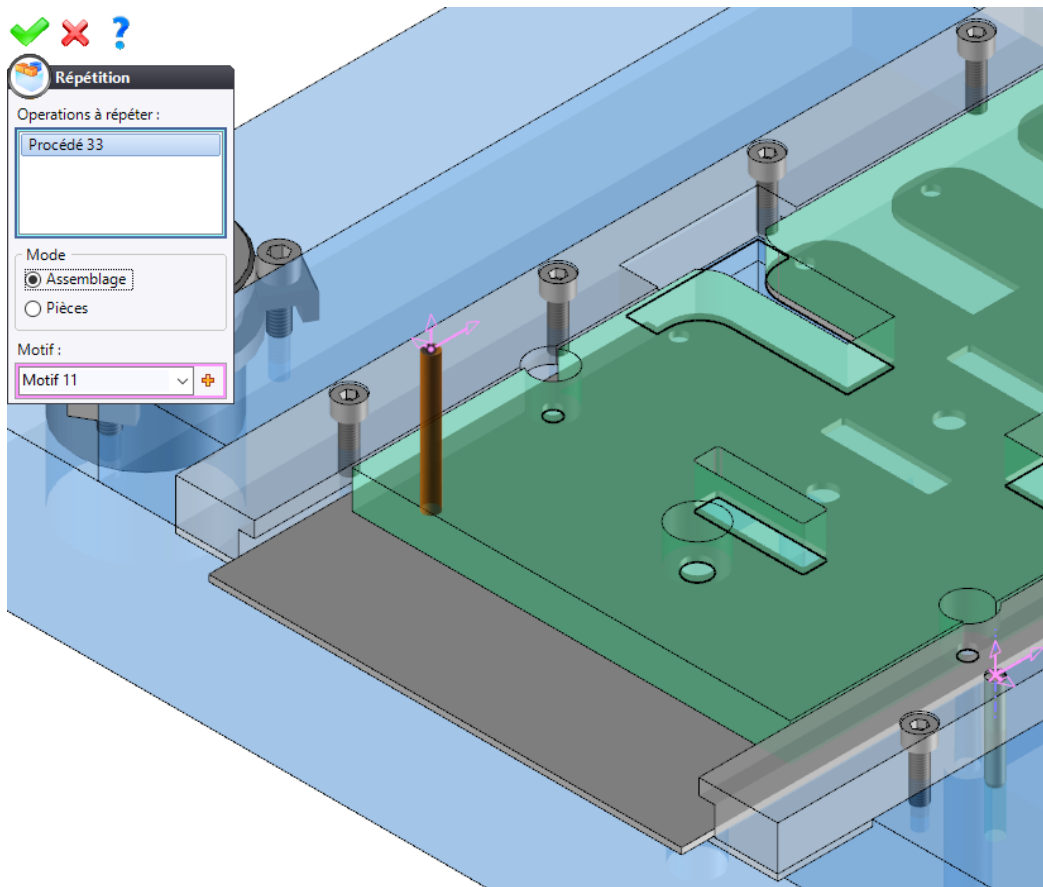 Répétition
Operations à répéter :
Procédé 33
Mode
Assemblage
Pièces
Motif :
Motif 11